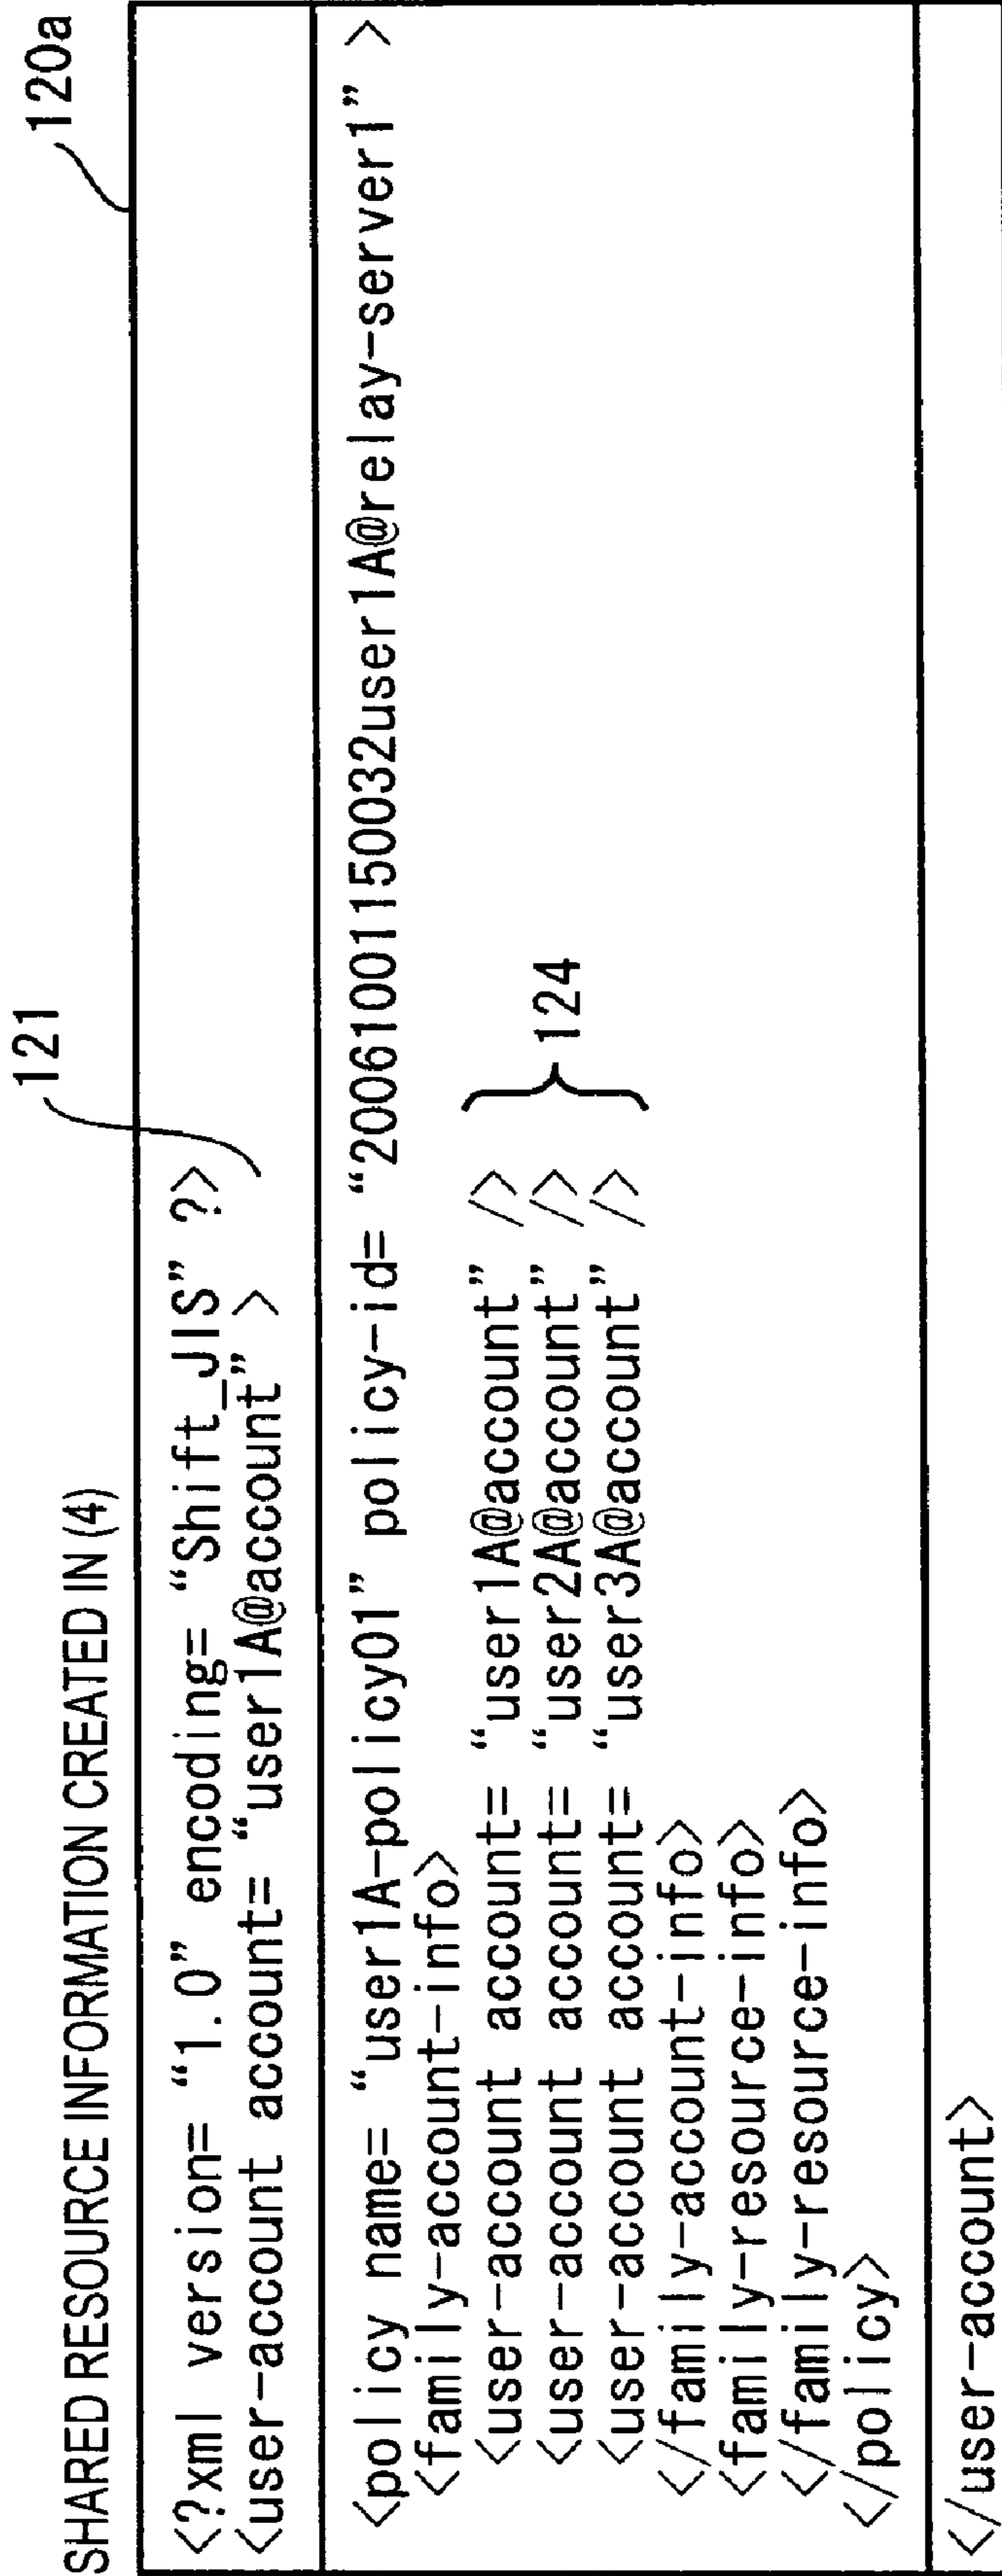 SHARED RESOURCE INFORMATION CREATED IN (4)
121
120a
<?xml version= “1.0” encoding= “Shift_JIS” ?>
<user-account account= “user1A@account” >
<policy name= “user1A-policy01” policy-id= “20061001150032user1A@relay-server1” >
<family-account-info>
<user-account account= “user1A@account” />
<user-account account= “user2A@account” />
<user-account account= “user3A@account” />
124
</family-account-info>
<family-resource-info>
</family-resource-info>
</policy>
</user-account>